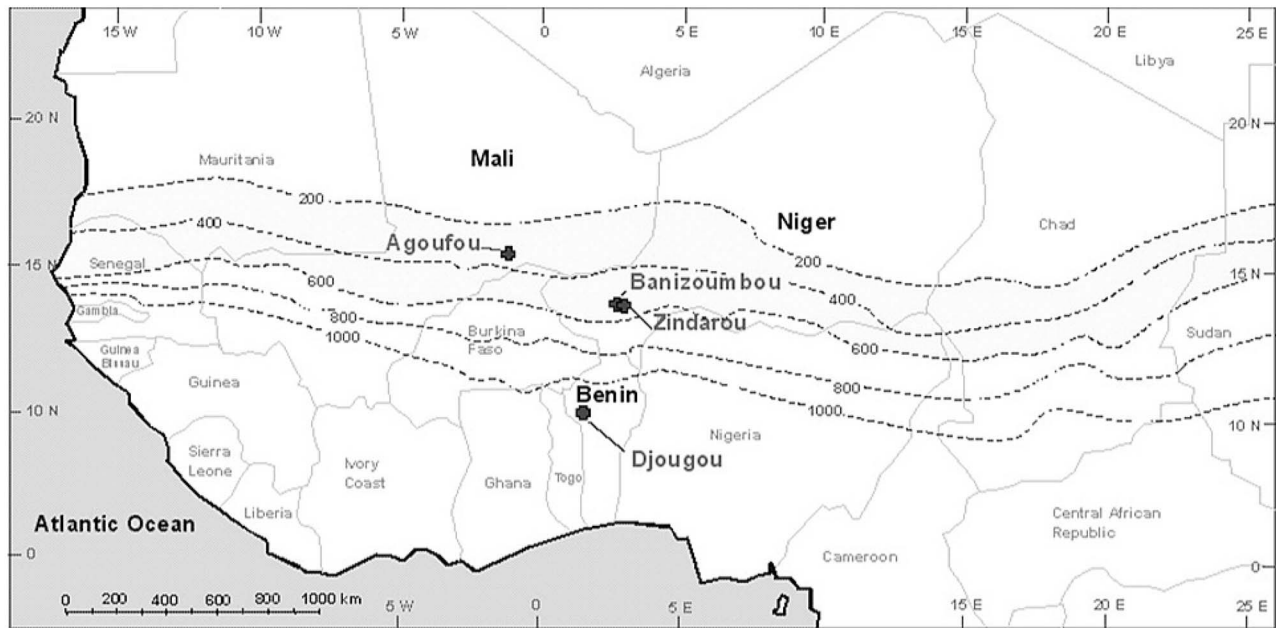 15 W
10 W
5 W
0
5 E
10 E
15 E
20 E
25 E
Libya
Algeria
20 N
20 N
Mauritania
Mali
200
Niger
Chad
400
Agoufou
200
15 N
Senegal
15 N
600
Banizoumbou
400
Gambia
800
Zindarou
Burkina
Faso
1000
600
Sudan
Guinea
Bissau
Guinea
800
Benin
1000
10 N
10 N
Nigeria
Djougou
Sierra
Leone
Ivory
Coast
Ghana
Togo
Liberia
Central African
Republic
Atlantic Ocean
0
Cameroon
0
0 200 400 600 800 1000 km
5 W
0
5 E
15 E
20 E